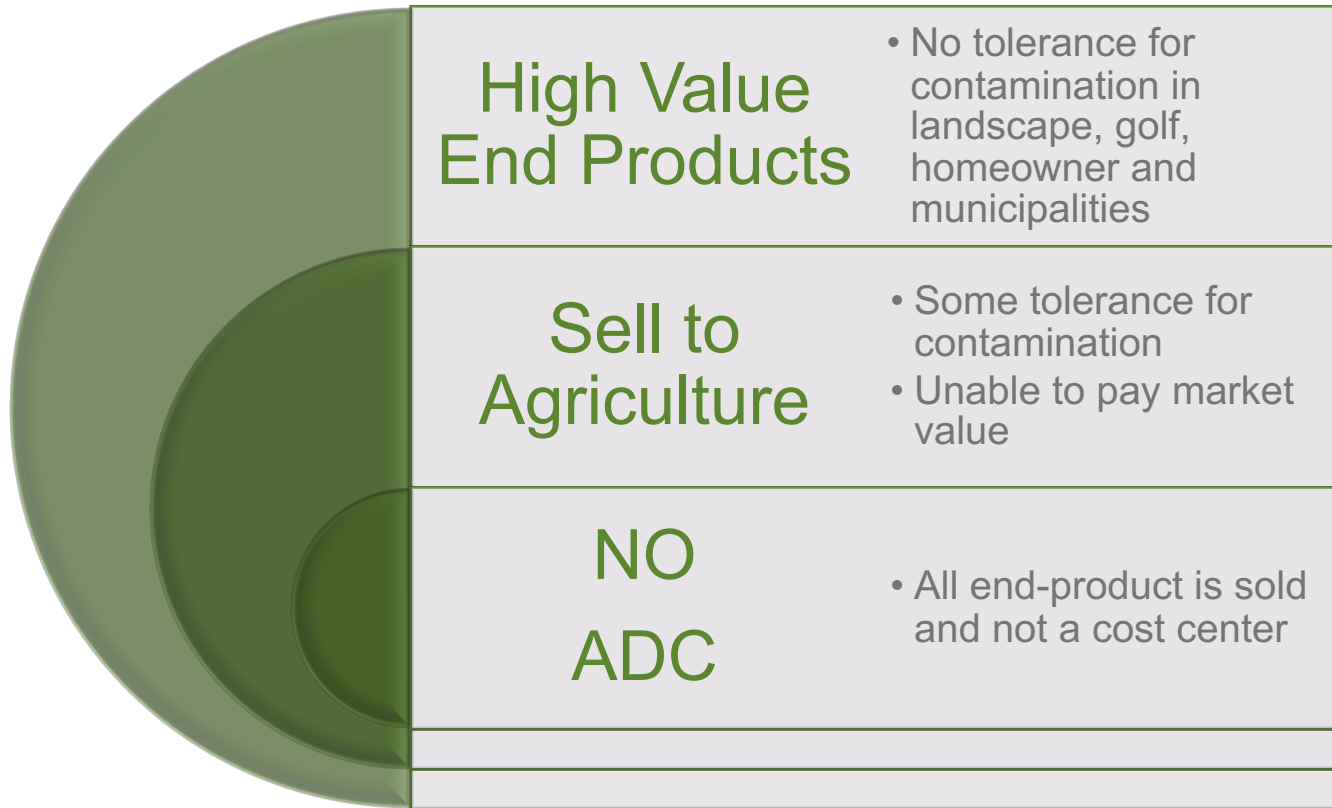 High Value
End Products
• No tolerance for
contamination in
landscape, golf,
homeowner and
municipalities
Sell to
Agriculture
• Some tolerance for
contamination
• Unable to pay market
value
NO
ADC
• All end-product is sold
and not a cost center